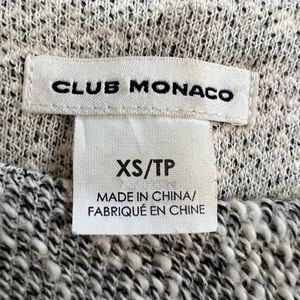 CLUB MONACO
XS/TP
MADE IN CHINA/
FABRIQUÉ EN CHINE